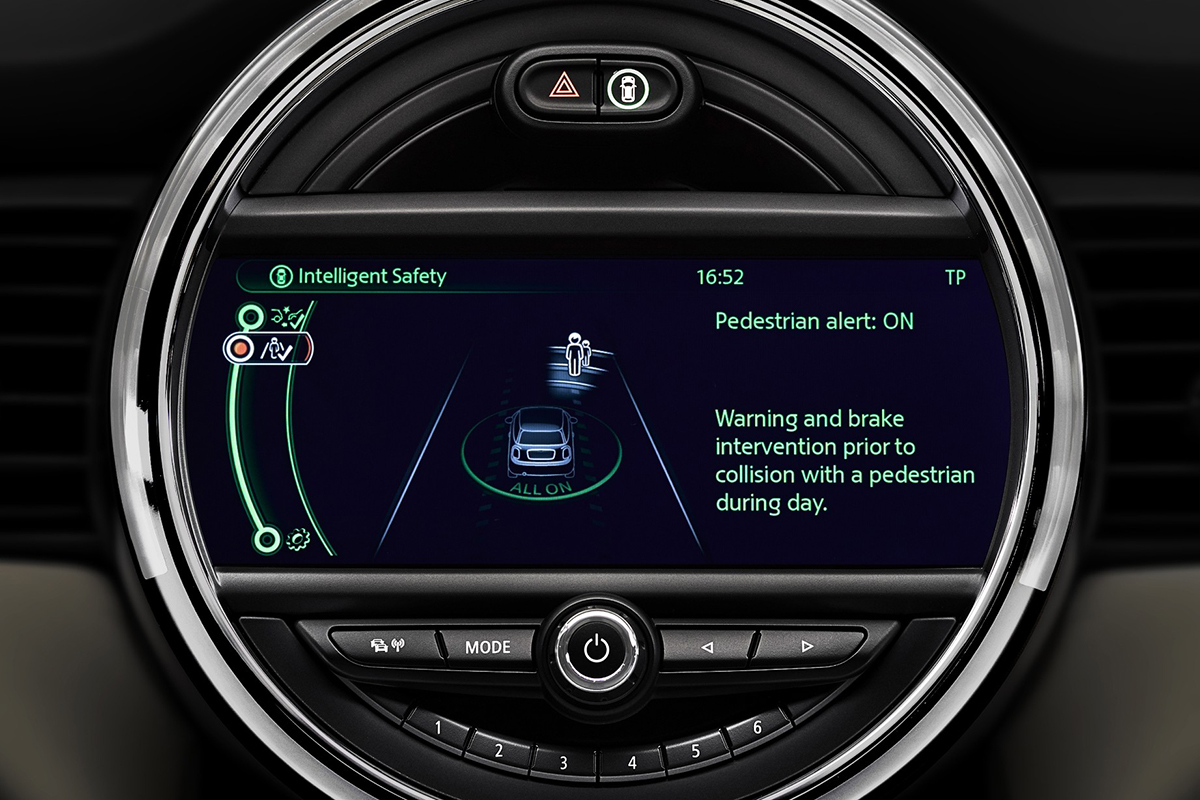 Intelligent Safety
16:52
TP
Pedestrian alert: ON
Warning and brake
intervention prior to
collision with a pedestrian
during day.
ALL ON
MODE
1
2
3
4
5
6